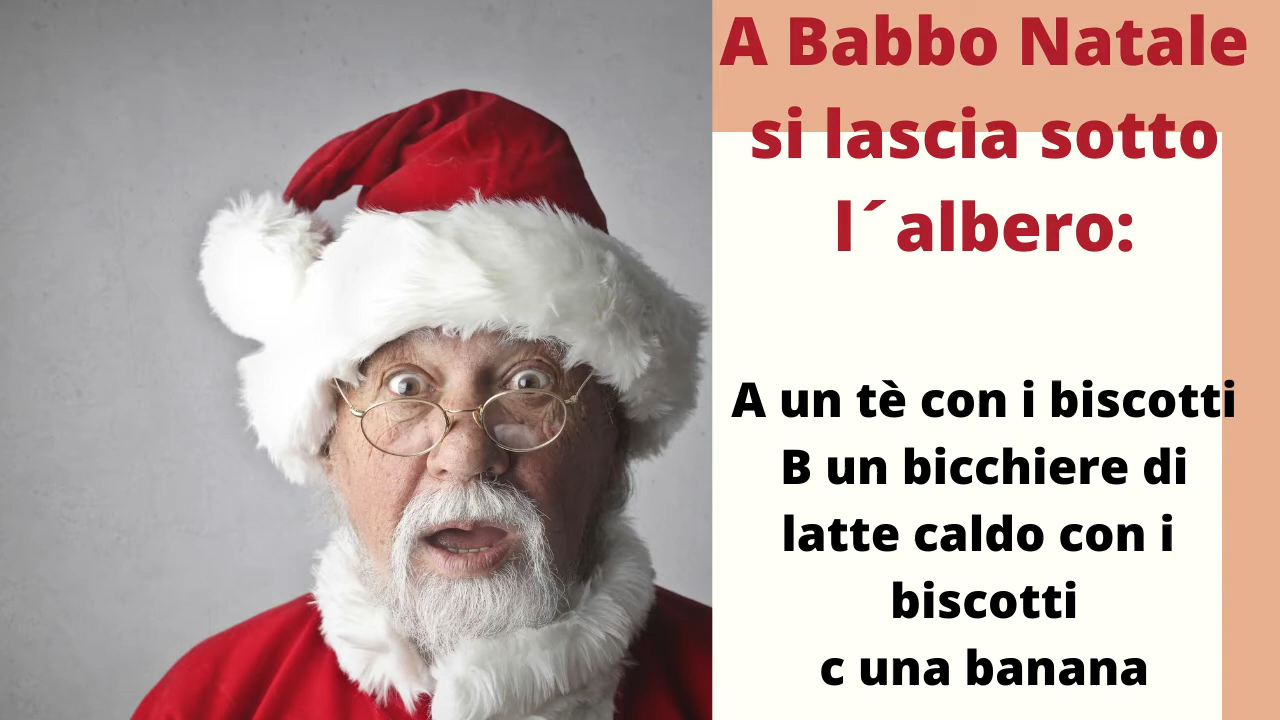 A Babbo Natale
si lascia sotto
l´albero:
A un tè con i biscotti
B un bicchiere di
latte caldo con i
biscotti
c una banana